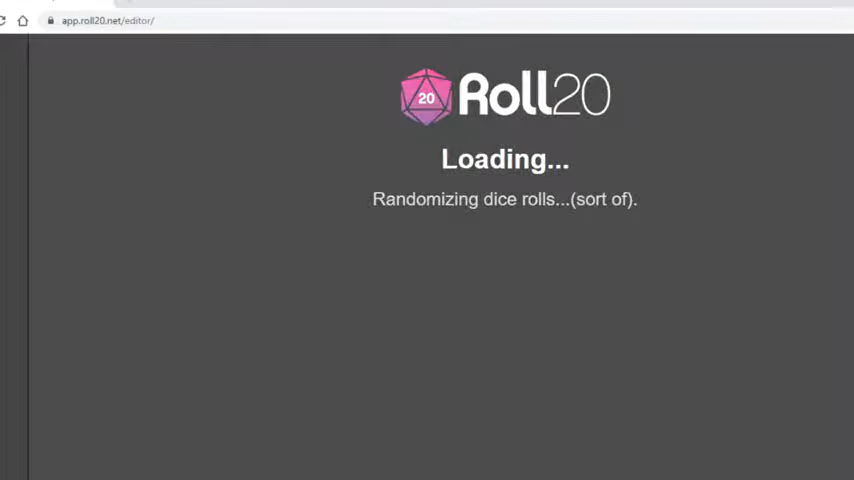 app.roll20.net/editor/
20 Roll20
Loading...
Randomizing dice rolls...(sort of).